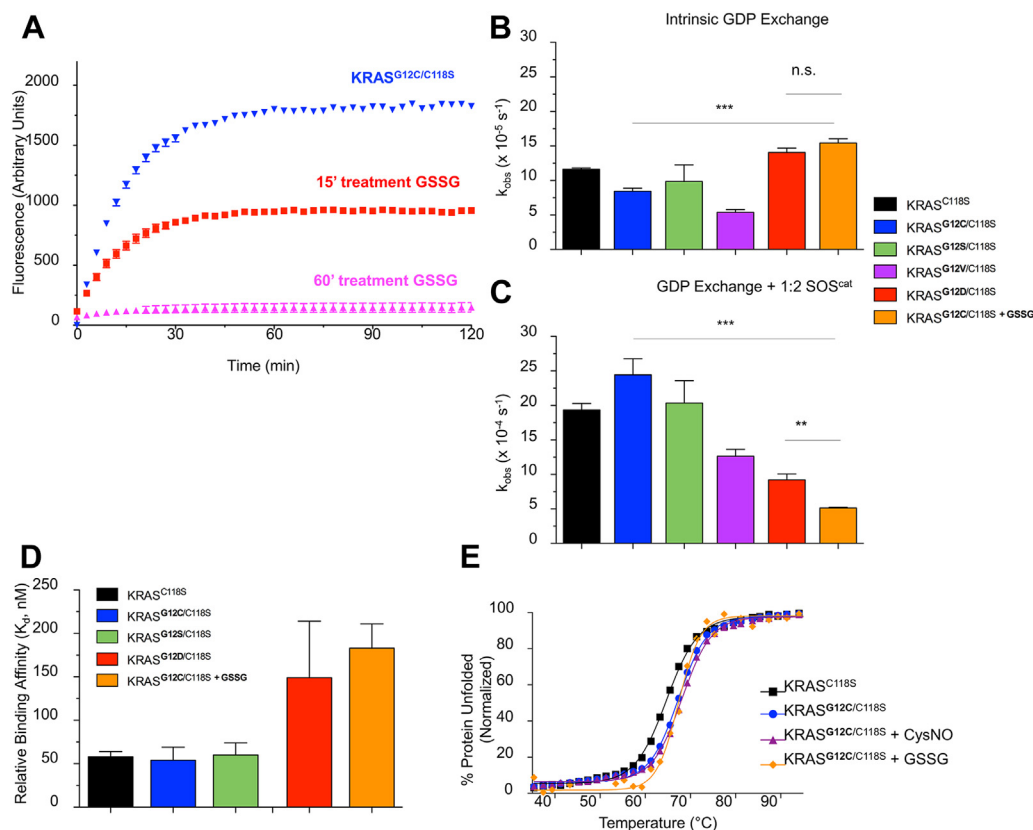 A
KRASG12C/C118S
15’ treatment GSSG
60’ treatment GSSG
Fluorescence (Arbitrary Units)
2000
1500
1000
500
0
0 30 60 90 120
Time (min)
B
Intrinsic GDP Exchange
n.s.
***
kobs (x 10-5 s-1)
30
25
20
15
10
5
0
KRASC118S
KRASG12C/C118S
KRASG12S/C118S
KRASG12V/C118S
KRASG12D/C118S
KRASG12C/C118S + GSSG
C
GDP Exchange + 1:2 SOScat
***
**
kobs (x 10-4 s-1)
30
25
20
15
10
5
0
D
Relative Binding Affinity (Kd, nM)
250
200
150
100
50
0
KRASC118S
KRASG12C/C118S
KRASG12S/C118S
KRASG12D/C118S
KRASG12C/C118S + GSSG
E
% Protein Unfolded
(Normalized)
100
80
60
40
20
0
40 50 60 70 80 90
Temperature (°C)
KRASC118S
KRASG12C/C118S
KRASG12C/C118S + CysNO
KRASG12C/C118S + GSSG